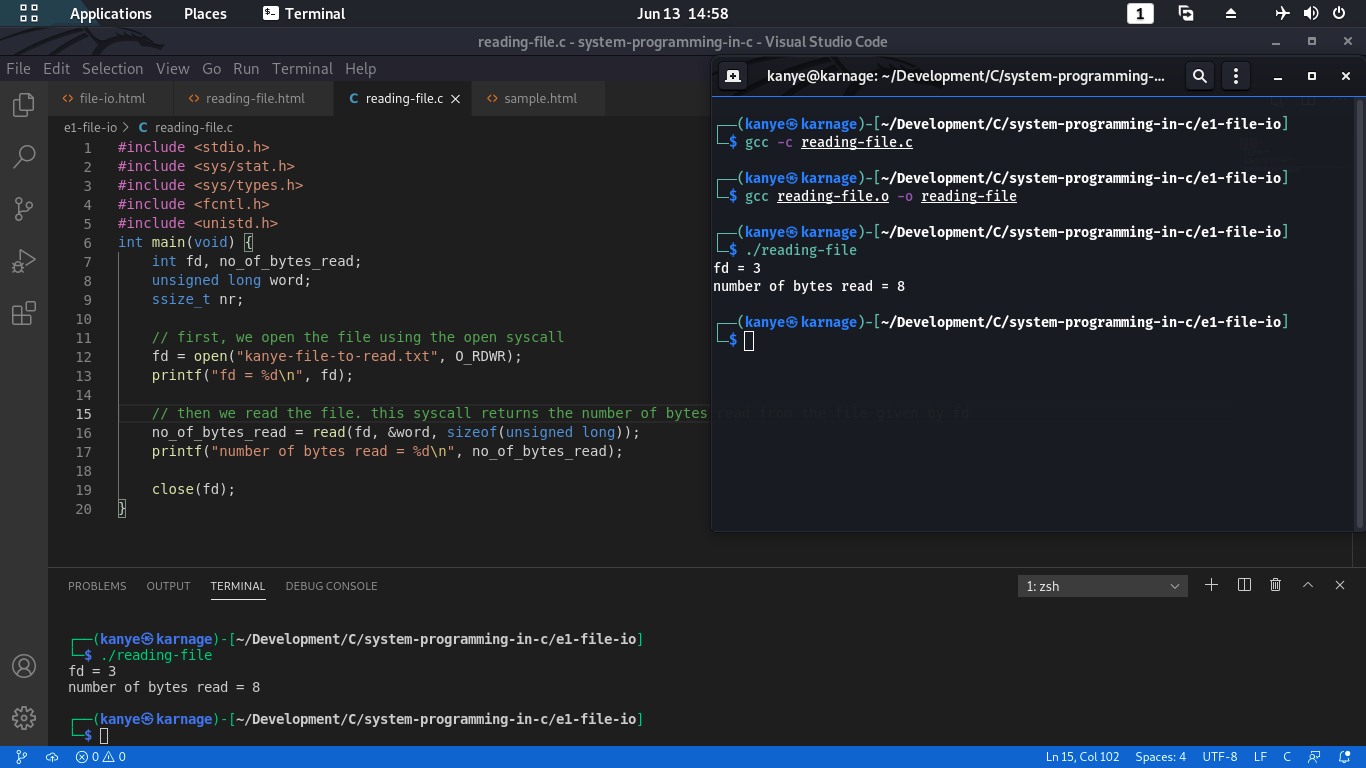 Applications Places Terminal Jun 13 14:58 1
reading-file.c - system-programming-in-c - Visual Studio Code
File Edit Selection View Go Run Terminal Help
file-io.html reading-file.html reading-file.c sample.html
e1-file-io > reading-file.c
1 #include <stdio.h>
2 #include <sys/stat.h>
3 #include <sys/types.h>
4 #include <fcntl.h>
5 #include <unistd.h>
6 int main(void) {
7 int fd, no_of_bytes_read;
8 unsigned long word;
9 ssize_t nr;
10
11 // first, we open the file using the open syscall
12 fd = open("kanye-file-to-read.txt", O_RDWR);
13 printf("fd = %d\n", fd);
14
15 // then we read the file. this syscall returns the number of bytes read from the file given by fd
16 no_of_bytes_read = read(fd, &word, sizeof(unsigned long));
17 printf("number of bytes read = %d\n", no_of_bytes_read);
18
19 close(fd);
20 }
kanye@karnage: ~/Development/C/system-programming-...
┌──(kanye㉿karnage)-[~/Development/C/system-programming-in-c/e1-file-io]
└─$ gcc -c reading-file.c
┌──(kanye㉿karnage)-[~/Development/C/system-programming-in-c/e1-file-io]
└─$ gcc reading-file.o -o reading-file
┌──(kanye㉿karnage)-[~/Development/C/system-programming-in-c/e1-file-io]
└─$ ./reading-file
fd = 3
number of bytes read = 8
┌──(kanye㉿karnage)-[~/Development/C/system-programming-in-c/e1-file-io]
└─$
PROBLEMS OUTPUT TERMINAL DEBUG CONSOLE 1: zsh
┌──(kanye㉿karnage)-[~/Development/C/system-programming-in-c/e1-file-io]
└─$ ./reading-file
fd = 3
number of bytes read = 8
┌──(kanye㉿karnage)-[~/Development/C/system-programming-in-c/e1-file-io]
└─$
0 0 Ln 15, Col 102 Spaces: 4 UTF-8 LF C